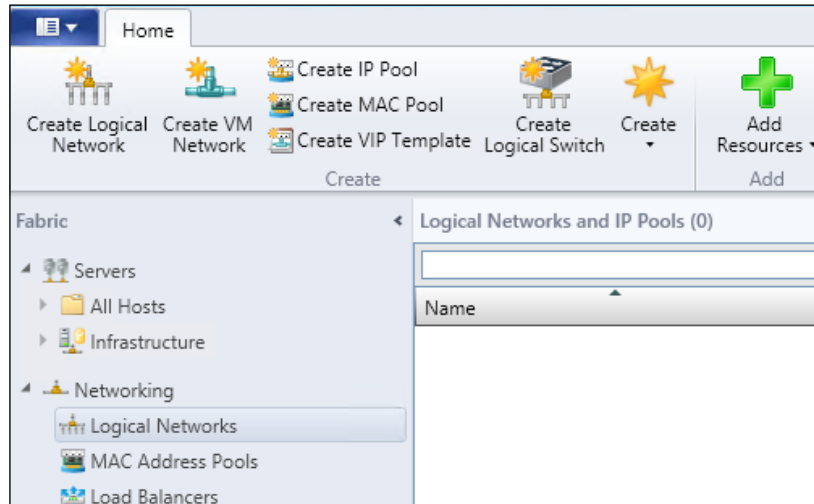 Home
Create Logical
Network
Create VM
Network
Create IP Pool
Create MAC Pool
Create VIP Template
Create
Logical Switch
Create
Add
Resources
Create
Add
Fabric
Logical Networks and IP Pools (0)
Name
Servers
All Hosts
Infrastructure
Networking
Logical Networks
MAC Address Pools
Load Balancers